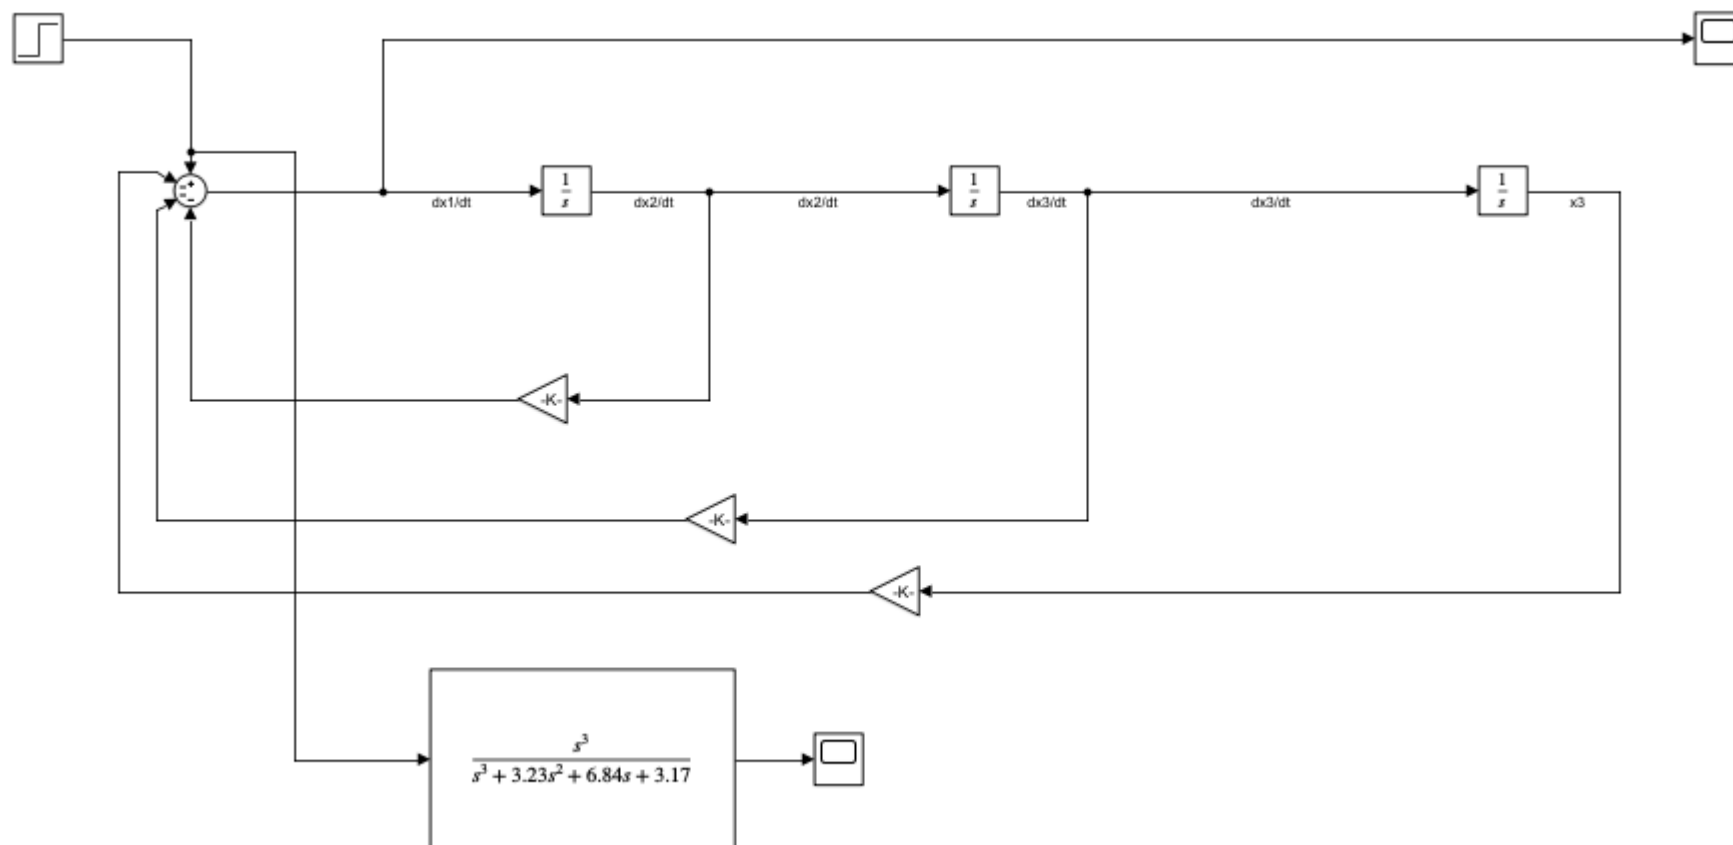 +
-
-
-
1
s
1
s
1
s
dx1/dt
dx2/dt
dx2/dt
dx3/dt
dx3/dt
x3
-K-
-K-
-K-
s³
s³ + 3.23s² + 6.84s + 3.17